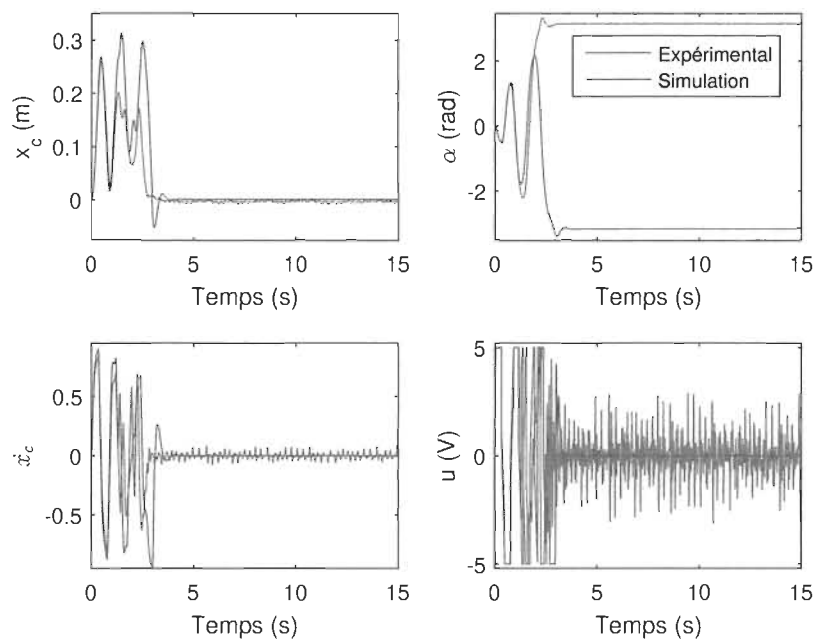 0.3
0.2
0.1
0
x_c (m)
0
5
10
15
Temps (s)
2
0
-2
α (rad)
Expérimental
Simulation
0
5
10
15
Temps (s)
0.5
0
-0.5
ẋ_c
0
5
10
15
Temps (s)
5
0
-5
u (V)
0
5
10
15
Temps (s)